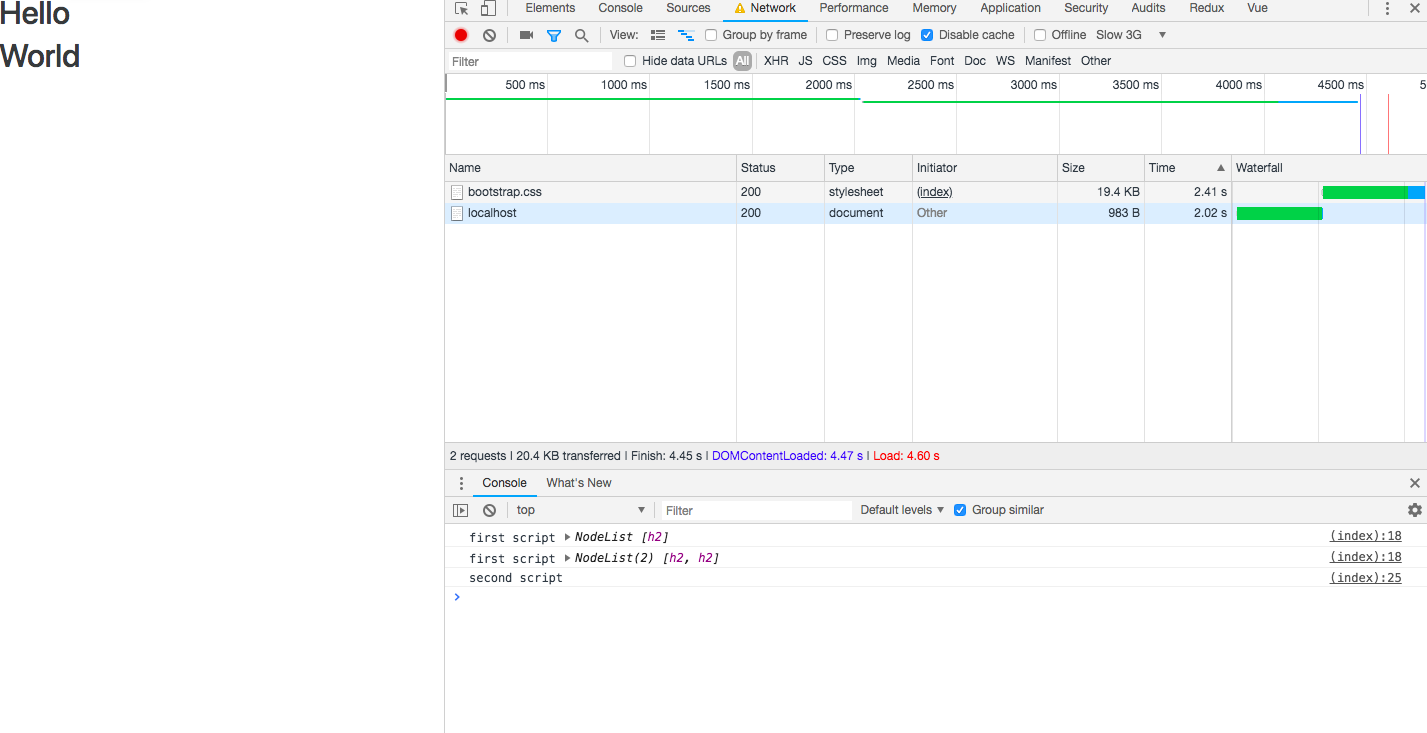 Hello
World
Elements Console Sources Network Performance Memory Application Security Audits Redux Vue
View: Group by frame Preserve log Disable cache Offline Slow 3G
Filter Hide data URLs All XHR JS CSS Img Media Font Doc WS Manifest Other
500 ms 1000 ms 1500 ms 2000 ms 2500 ms 3000 ms 3500 ms 4000 ms 4500 ms 5
Name Status Type Initiator Size Time Waterfall
bootstrap.css 200 stylesheet (index) 19.4 KB 2.41 s
localhost 200 document Other 983 B 2.02 s
2 requests | 20.4 KB transferred | Finish: 4.45 s | DOMContentLoaded: 4.47 s | Load: 4.60 s
Console What's New
top Filter Default levels Group similar
first script NodeList [h2] (index):18
first script NodeList(2) [h2, h2] (index):18
second script (index):25